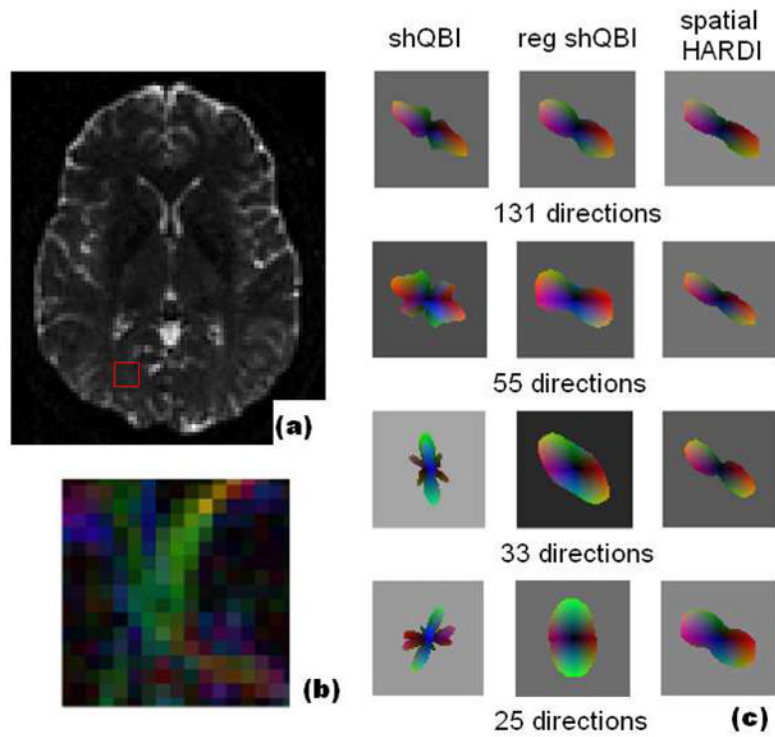 shQBI reg shQBI spatial
HARDI
131 directions
(a)
55 directions
33 directions
(b)
25 directions
(c)